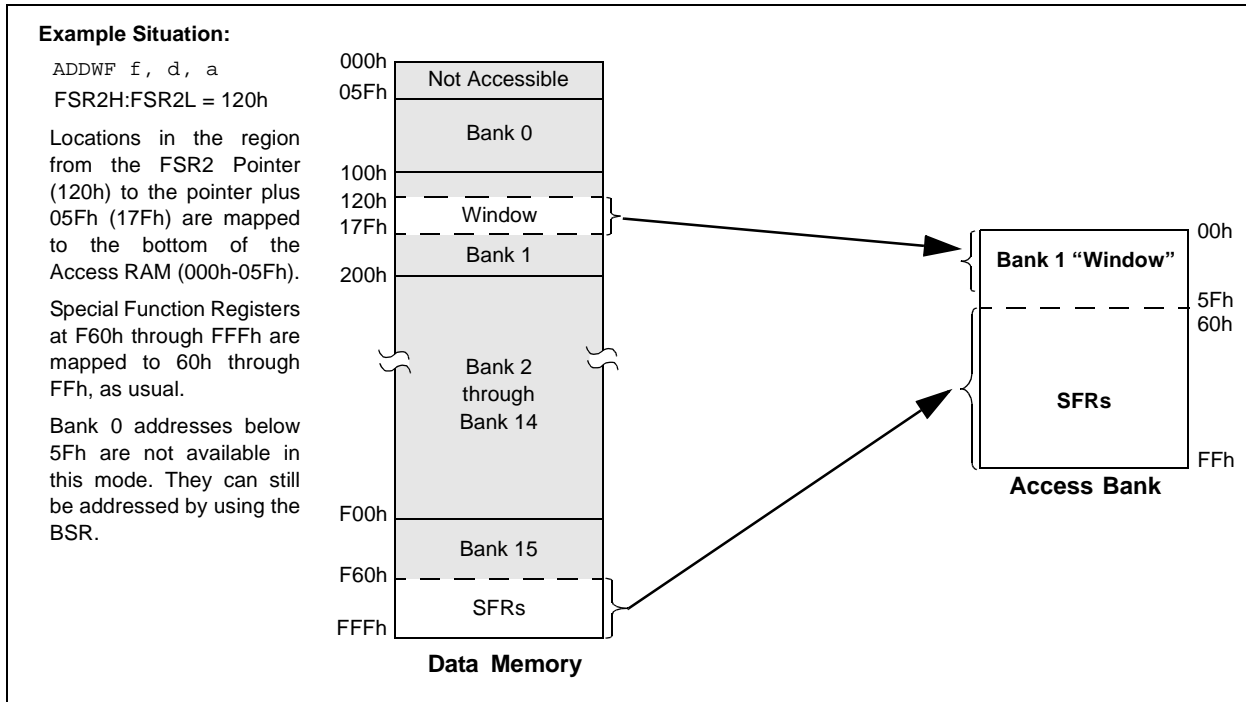 Example Situation:
ADDWF f, d, a
FSR2H:FSR2L = 120h
Locations in the region
from the FSR2 Pointer
(120h) to the pointer plus
05Fh (17Fh) are mapped
to the bottom of the
Access RAM (000h-05Fh).
Special Function Registers
at F60h through FFFh are
mapped to 60h through
FFh, as usual.
Bank 0 addresses below
5Fh are not available in
this mode. They can still
be addressed by using the
BSR.
000h
Not Accessible
05Fh
Bank 0
100h
120h
Window
17Fh
Bank 1
200h
Bank 2
through
Bank 14
F00h
Bank 15
F60h
SFRs
FFFh
Data Memory
00h
Bank 1 “Window”
5Fh
60h
SFRs
FFh
Access Bank